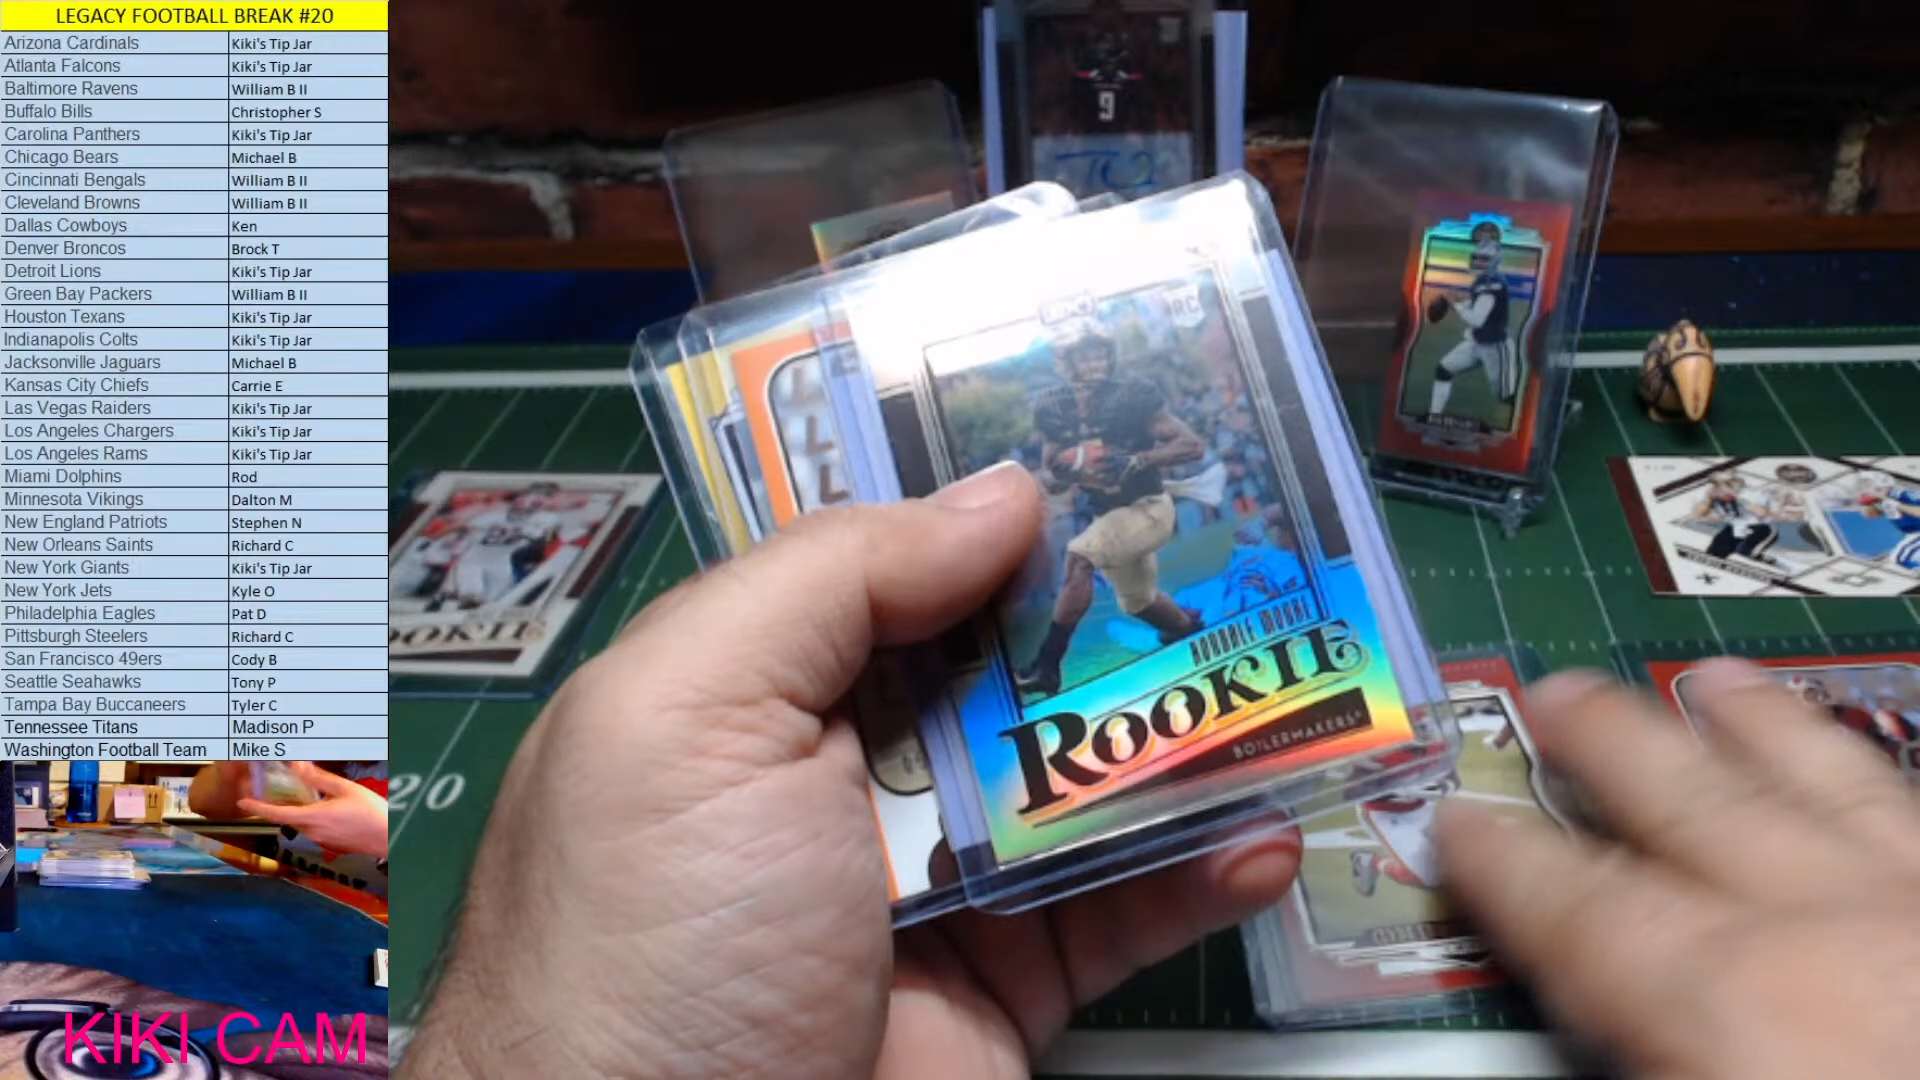 LEGACY FOOTBALL BREAK #20
Arizona Cardinals Kiki's Tip Jar
Atlanta Falcons Kiki's Tip Jar
Baltimore Ravens William B II
Buffalo Bills Christopher S
Carolina Panthers Kiki's Tip Jar
Chicago Bears Michael B
Cincinnati Bengals William B II
Cleveland Browns William B II
Dallas Cowboys Ken
Denver Broncos Brock T
Detroit Lions Kiki's Tip Jar
Green Bay Packers William B II
Houston Texans Kiki's Tip Jar
Indianapolis Colts Kiki's Tip Jar
Jacksonville Jaguars Michael B
Kansas City Chiefs Carrie E
Las Vegas Raiders Kiki's Tip Jar
Los Angeles Chargers Kiki's Tip Jar
Los Angeles Rams Kiki's Tip Jar
Miami Dolphins Rod
Minnesota Vikings Dalton M
New England Patriots Stephen N
New Orleans Saints Richard C
New York Giants Kiki's Tip Jar
New York Jets Kyle O
Philadelphia Eagles Pat D
Pittsburgh Steelers Richard C
San Francisco 49ers Cody B
Seattle Seahawks Tony P
Tampa Bay Buccaneers Tyler C
Tennessee Titans Madison P
Washington Football Team Mike S
KIKI CAM
20
9
RC
RONDALE MOORE
ROOKIE
BOILERMAKERS